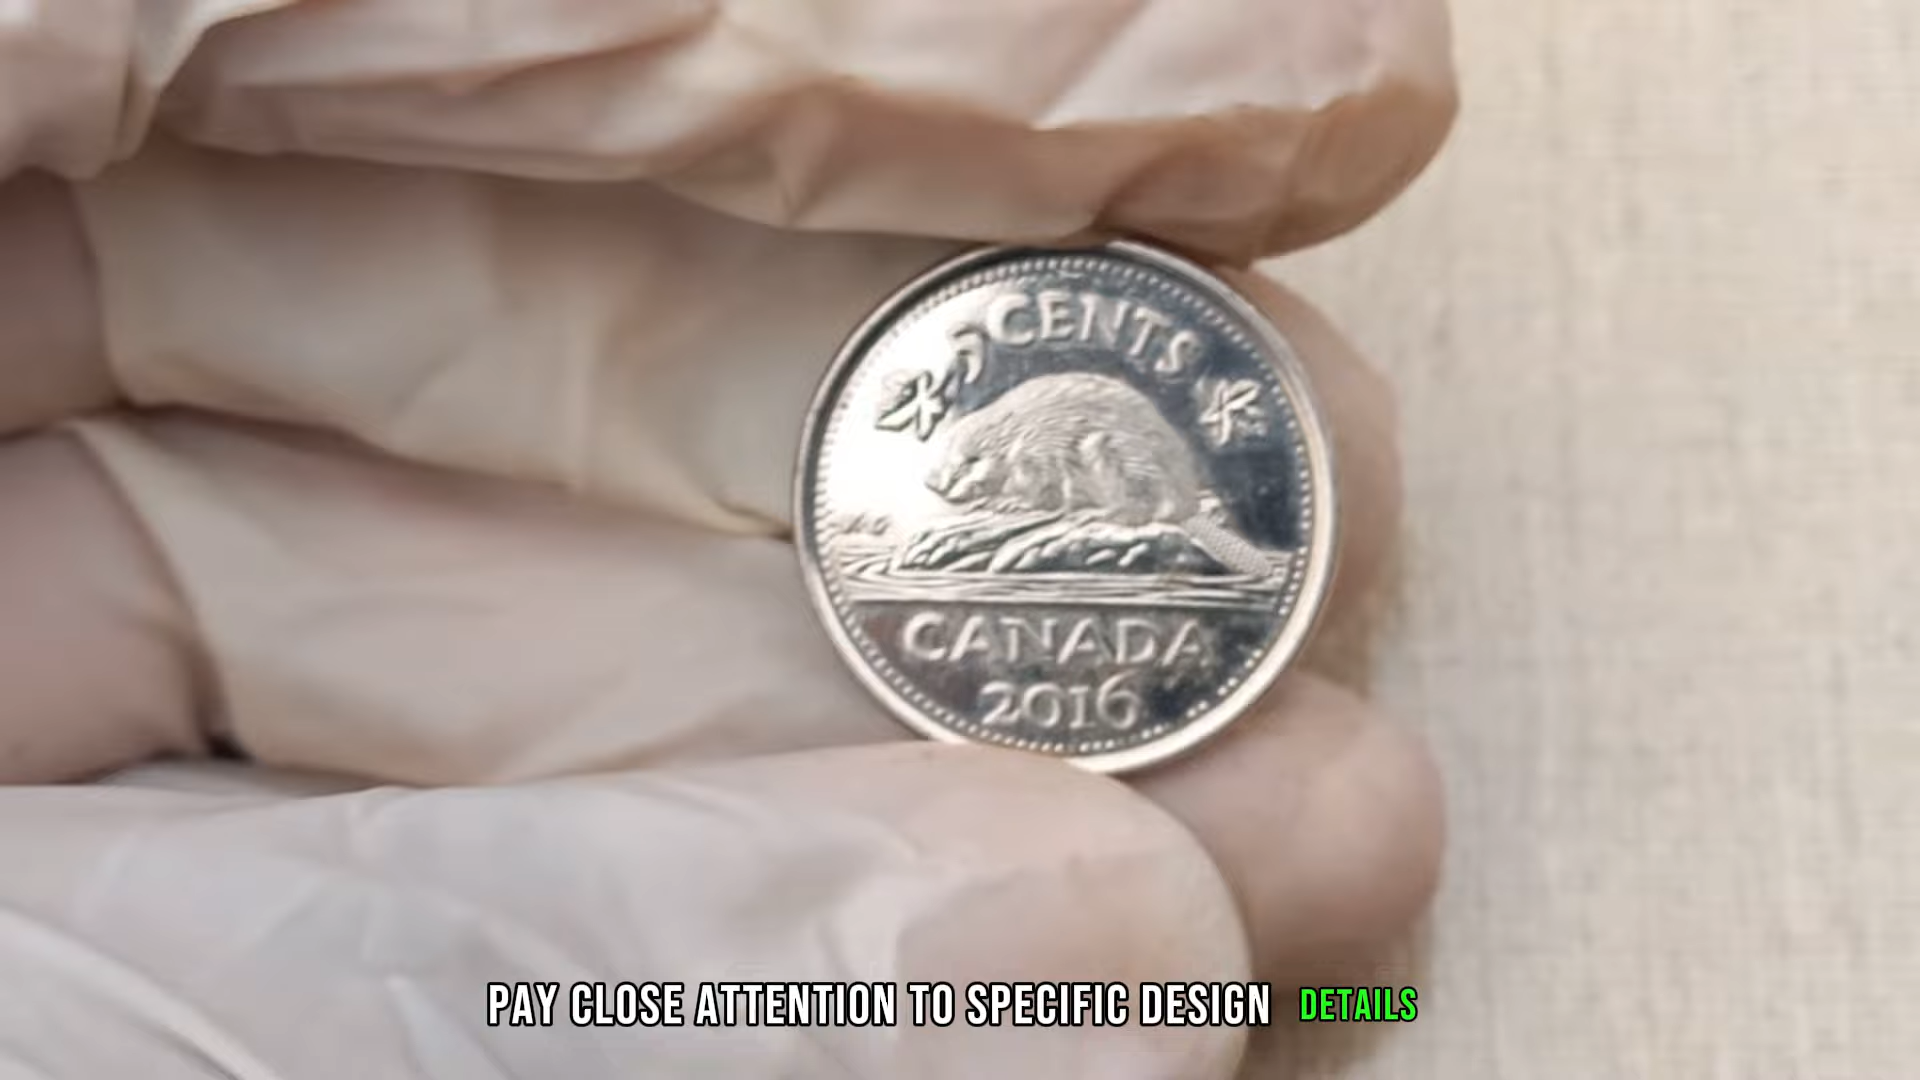 5 CENTS
K G
CANADA
2016
PAY CLOSE ATTENTION TO SPECIFIC DESIGN DETAILS